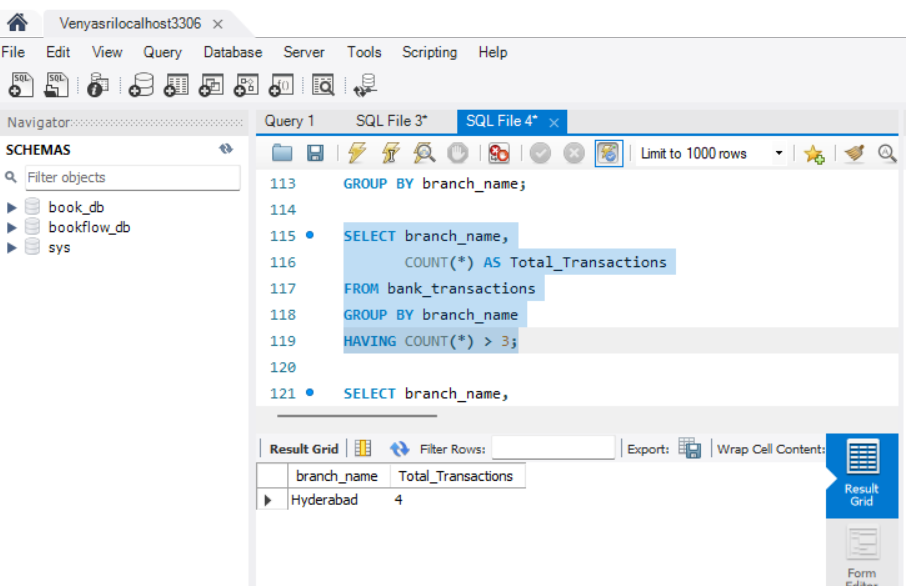 Venyasrilocalhost3306 ×
File Edit View Query Database Server Tools Scripting Help
SQL SQL
Navigator
Query 1 SQL File 3* SQL File 4* ×
SCHEMAS
Filter objects
book_db
bookflow_db
sys
Limit to 1000 rows
113 GROUP BY branch_name;
114
115 SELECT branch_name,
116 COUNT(*) AS Total_Transactions
117 FROM bank_transactions
118 GROUP BY branch_name
119 HAVING COUNT(*) > 3;
120
121 SELECT branch_name,
Result Grid Filter Rows: Export: Wrap Cell Content:
branch_name Total_Transactions
Hyderabad 4
Result
Grid
Form
Editor